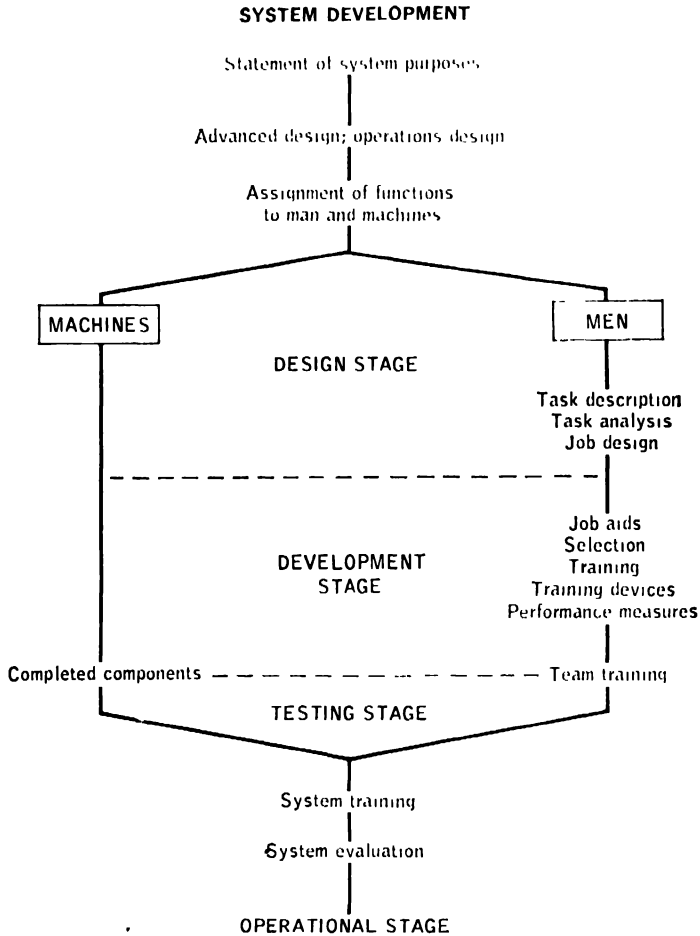 SYSTEM DEVELOPMENT
Statement of system purposes
Advanced design; operations design
Assignment of functions
to man and machines
MACHINES
MEN
DESIGN STAGE
Task description
Task analysis
Job design
Job aids
Selection
Training
Training devices
Performance measures
DEVELOPMENT
STAGE
Completed components
Team training
TESTING STAGE
System training
System evaluation
OPERATIONAL STAGE